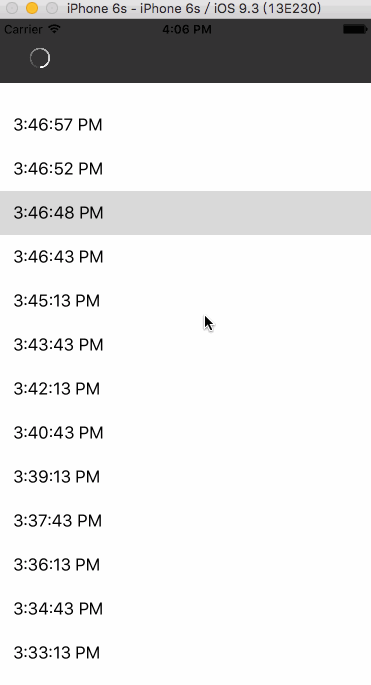 iPhone 6s - iPhone 6s / iOS 9.3 (13E230)
Carrier 4:06 PM
3:46:57 PM
3:46:52 PM
3:46:48 PM
3:46:43 PM
3:45:13 PM
3:43:43 PM
3:42:13 PM
3:40:43 PM
3:39:13 PM
3:37:43 PM
3:36:13 PM
3:34:43 PM
3:33:13 PM